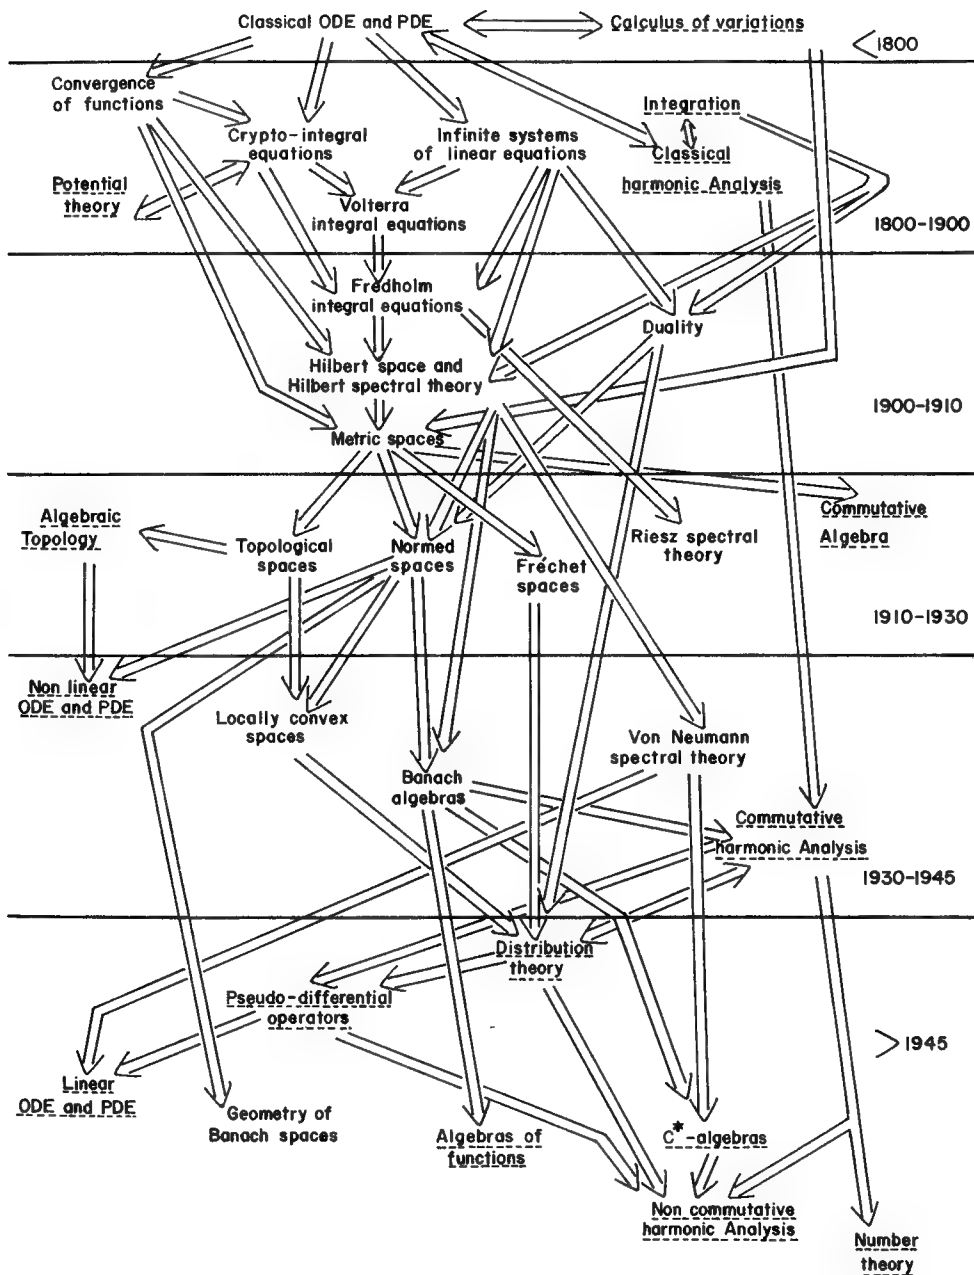 Classical ODE and PDE
Calculus of variations
<1800
Convergence
of functions
Integration
Crypto-integral
equations
Infinite systems
of linear equations
Classical
harmonic Analysis
Potential
theory
Volterra
integral equations
1800-1900
Fredholm
integral equations
Duality
Hilbert space and
Hilbert spectral theory
1900-1910
Metric spaces
Algebraic
Topology
Topological
spaces
Normed
spaces
Fréchet
spaces
Riesz spectral
theory
Commutative
Algebra
1910-1930
Non linear
ODE and PDE
Locally convex
spaces
Von Neumann
spectral theory
Banach
algebras
Commutative
harmonic Analysis
1930-1945
Distribution
theory
Pseudo-differential
operators
>1945
Linear
ODE and PDE
Geometry of
Banach spaces
Algebras of
functions
C*-algebras
Non commutative
harmonic Analysis
Number
theory